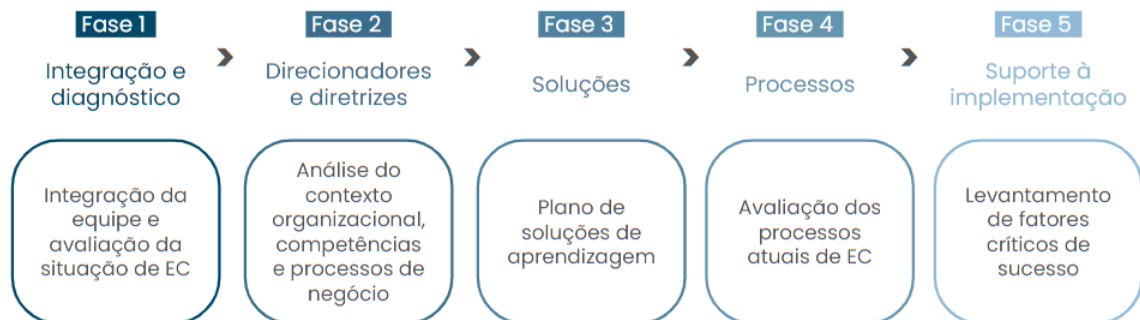 Fase 1
Integração e
diagnóstico
Fase 2
Direcionadores
e diretrizes
Fase 3
Soluções
Fase 4
Processos
Fase 5
Suporte à
implementação
Integração da
equipe e
avaliação da
situação de EC
Análise do
contexto
organizacional,
competências
e processos de
negócio
Plano de
soluções de
aprendizagem
Avaliação dos
processos
atuais de EC
Levantamento
de fatores
críticos de
sucesso